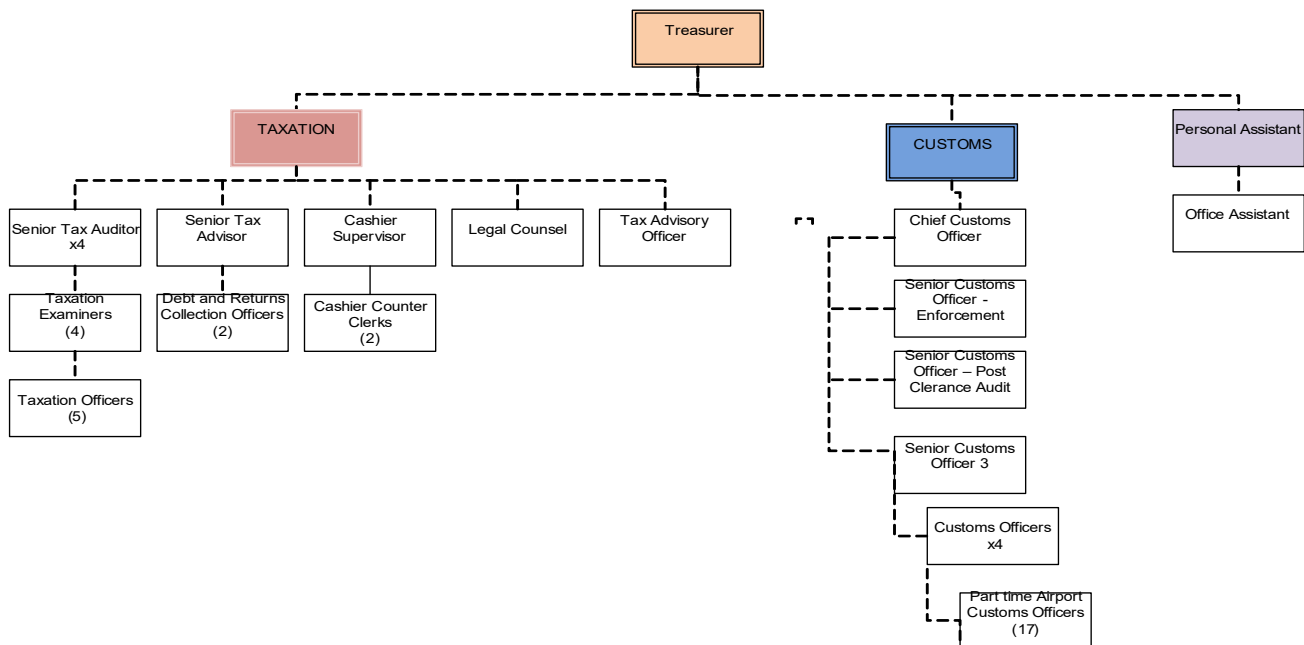 Treasurer
TAXATION
CUSTOMS
Personal Assistant
Senior Tax Auditor
x4
Senior Tax
Advisor
Cashier
Supervisor
Legal Counsel
Tax Advisory
Officer
Chief Customs
Officer
Office Assistant
Taxation
Examiners
(4)
Debt and Returns
Collection Officers
(2)
Cashier Counter
Clerks
(2)
Senior Customs
Officer -
Enforcement
Taxation Officers
(5)
Senior Customs
Officer – Post
Clerance Audit
Senior Customs
Officer 3
Customs Officers
x4
Part time Airport
Customs Officers
(17)